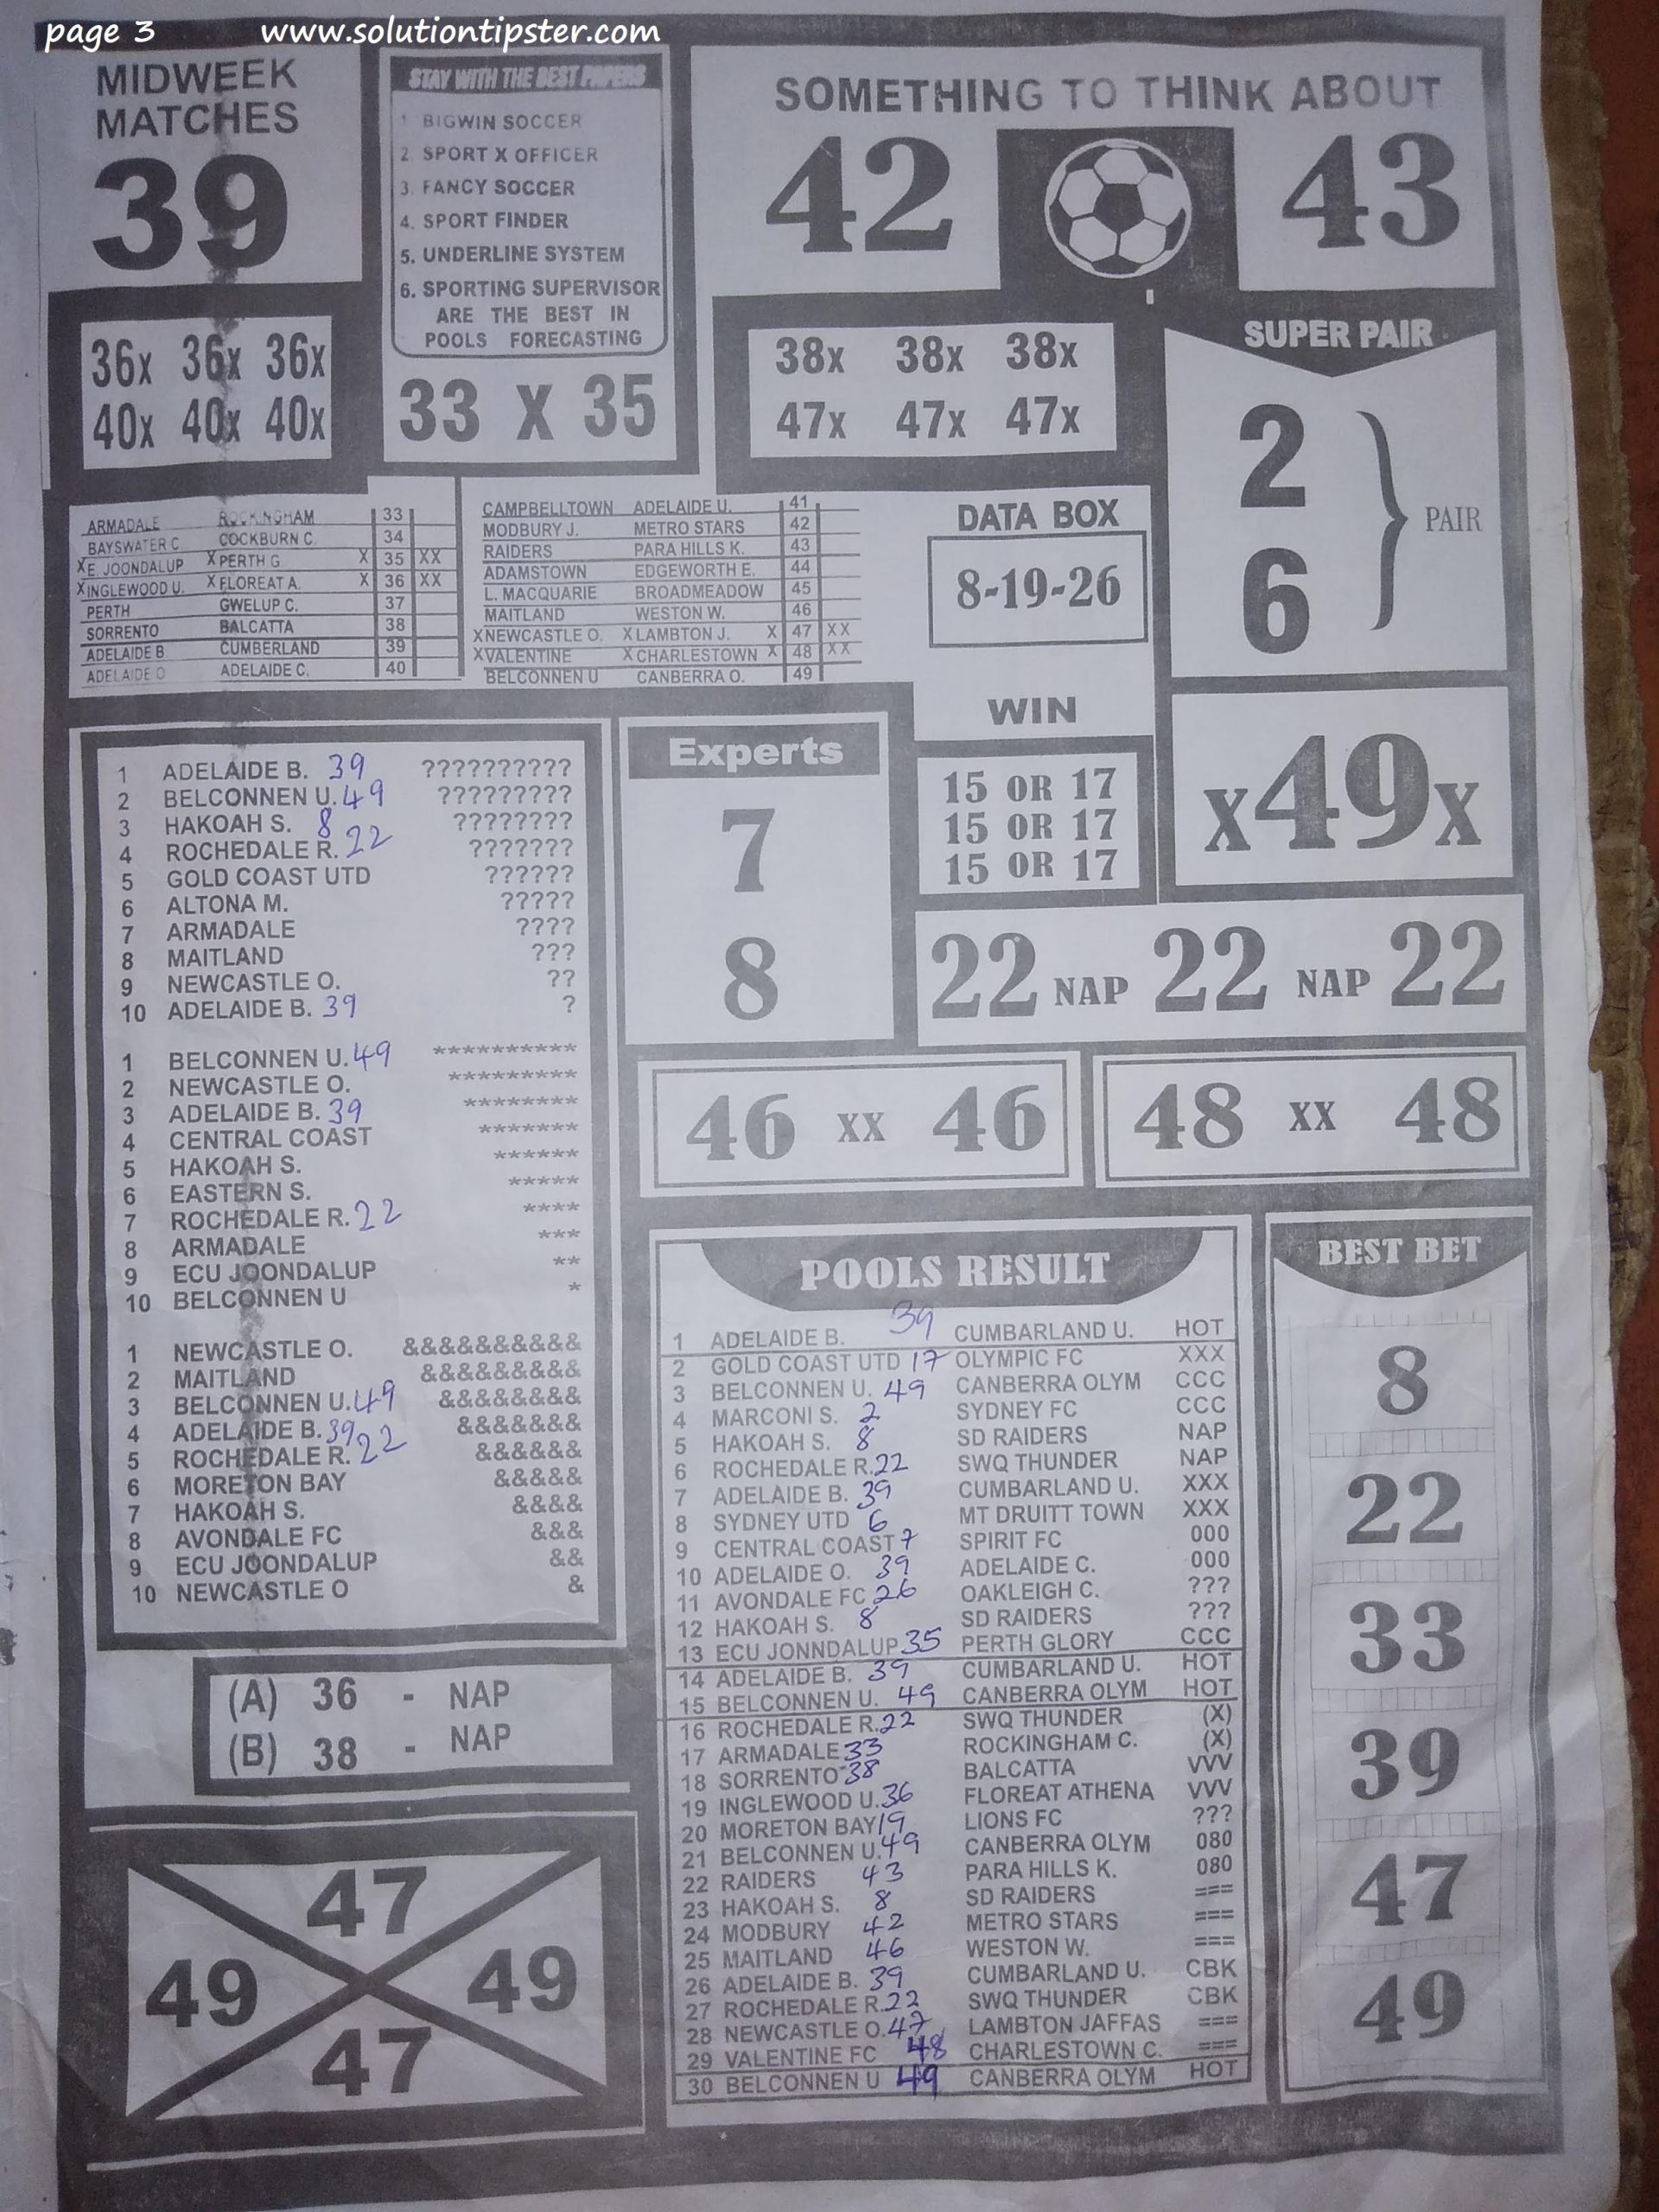 page 3 www.solutiontipster.com
MIDWEEK
MATCHES
39
STAY WITH THE BEST PAPERS
1 BIGWIN SOCCER
2. SPORT X OFFICER
3. FANCY SOCCER
4. SPORT FINDER
5. UNDERLINE SYSTEM
6. SPORTING SUPERVISOR
ARE THE BEST IN
POOLS FORECASTING
33 X 35
SOMETHING TO THINK ABOUT
42 43
36x 36x 36x
40x 40x 40x
38x 38x 38x
47x 47x 47x
SUPER PAIR
2
6
PAIR
ARMADALE ROCKINGHAM 33
BAYSWATER C COCKBURN C. 34
X E. JOONDALUP X PERTH G X 35 XX
X INGLEWOOD U. X FLOREAT A. X 36 XX
PERTH GWELUP C. 37
SORRENTO BALCATTA 38
ADELAIDE B CUMBERLAND 39
ADELAIDE O ADELAIDE C. 40
CAMPBELLTOWN ADELAIDE U. 41
MODBURY J. METRO STARS 42
RAIDERS PARA HILLS K. 43
ADAMSTOWN EDGEWORTH E. 44
L. MACQUARIE BROADMEADOW 45
MAITLAND WESTON W. 46
X NEWCASTLE O. X LAMBTON J. X 47 XX
X VALENTINE X CHARLESTOWN X 48 XX
BELCONNEN U CANBERRA O. 49
DATA BOX
8-19-26
WIN
15 OR 17
15 OR 17
15 OR 17
X49X
1 ADELAIDE B. 39 ??????????
2 BELCONNEN U. 49 ?????????
3 HAKOAH S. 8 ????????
4 ROCHEDALE R. 22 ???????
5 GOLD COAST UTD ??????
6 ALTONA M. ?????
7 ARMADALE ????
8 MAITLAND ???
9 NEWCASTLE O. ??
10 ADELAIDE B. 39 ?
1 BELCONNEN U. 49 **********
2 NEWCASTLE O. *********
3 ADELAIDE B. 39 ********
4 CENTRAL COAST *******
5 HAKOAH S. ******
6 EASTERN S. *****
7 ROCHEDALE R. 22 ****
8 ARMADALE ***
9 ECU JOONDALUP **
10 BELCONNEN U *
1 NEWCASTLE O. &&&&&&&&&&
2 MAITLAND &&&&&&&&&
3 BELCONNEN U. 49 &&&&&&&&
4 ADELAIDE B. 39 &&&&&&&
5 ROCHEDALE R. 22 &&&&&&
6 MORETON BAY &&&&&
7 HAKOAH S. &&&&
8 AVONDALE FC &&&
9 ECU JOONDALUP &&
10 NEWCASTLE O &
Experts
7
8
22 NAP 22 NAP 22
46 XX 46
48 XX 48
(A) 36 - NAP
(B) 38 - NAP
47
49 49
47
POOLS RESULT
1 ADELAIDE B. 39 CUMBARLAND U. HOT
2 GOLD COAST UTD 17 OLYMPIC FC XXX
3 BELCONNEN U. 49 CANBERRA OLYM CCC
4 MARCONI S. 2 SYDNEY FC CCC
5 HAKOAH S. 8 SD RAIDERS NAP
6 ROCHEDALE R. 22 SWQ THUNDER NAP
7 ADELAIDE B. 39 CUMBARLAND U. XXX
8 SYDNEY UTD 6 MT DRUITT TOWN XXX
9 CENTRAL COAST 7 SPIRIT FC 000
10 ADELAIDE O. 39 ADELAIDE C. 000
11 AVONDALE FC 26 OAKLEIGH C. ???
12 HAKOAH S. 8 SD RAIDERS ???
13 ECU JONNDALUP 35 PERTH GLORY CCC
14 ADELAIDE B. 39 CUMBARLAND U. HOT
15 BELCONNEN U. 49 CANBERRA OLYM HOT
16 ROCHEDALE R. 22 SWQ THUNDER (X)
17 ARMADALE 33 ROCKINGHAM C. (X)
18 SORRENTO 38 BALCATTA VVV
19 INGLEWOOD U. 36 FLOREAT ATHENA VVV
20 MORETON BAY 19 LIONS FC ???
21 BELCONNEN U. 49 CANBERRA OLYM 080
22 RAIDERS 43 PARA HILLS K. 080
23 HAKOAH S. 8 SD RAIDERS ===
24 MODBURY 42 METRO STARS ===
25 MAITLAND 46 WESTON W. ===
26 ADELAIDE B. 39 CUMBARLAND U. CBK
27 ROCHEDALE R. 22 SWQ THUNDER CBK
28 NEWCASTLE O. 47 LAMBTON JAFFAS ===
29 VALENTINE FC 48 CHARLESTOWN C. ===
30 BELCONNEN U 49 CANBERRA OLYM HOT
BEST BET
8
22
33
39
47
49